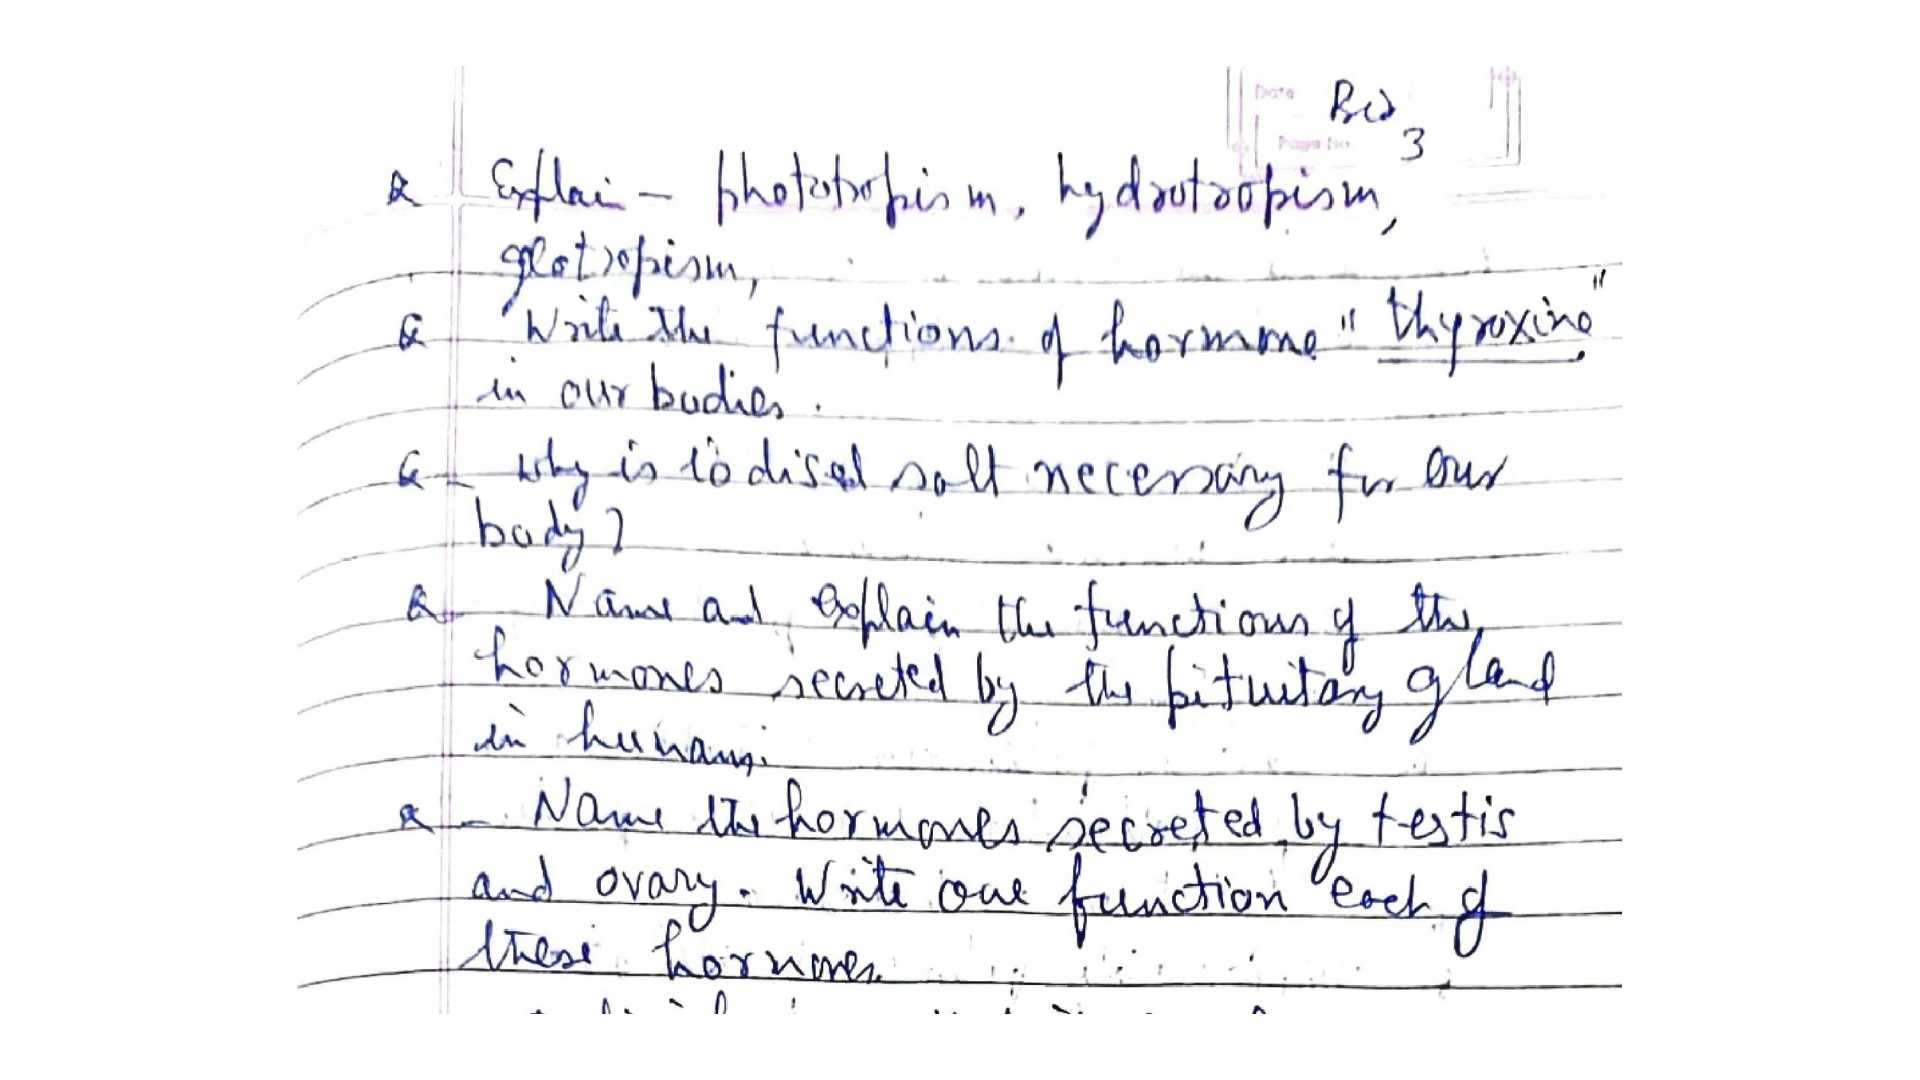 Date
Bio
Page No
3
Q Explai - phototropism, hydrotropism,
geotropism,
Q Write the functions of hormone "thyroxine"
in our bodies.
Q - why is iodised salt necessary for our
body?
Q Name and explain the functions of the
hormones secreted by the pituitary gland
in humans.
Q - Name the hormones secreted by testis
and ovary. Write one function each of
these hormones.